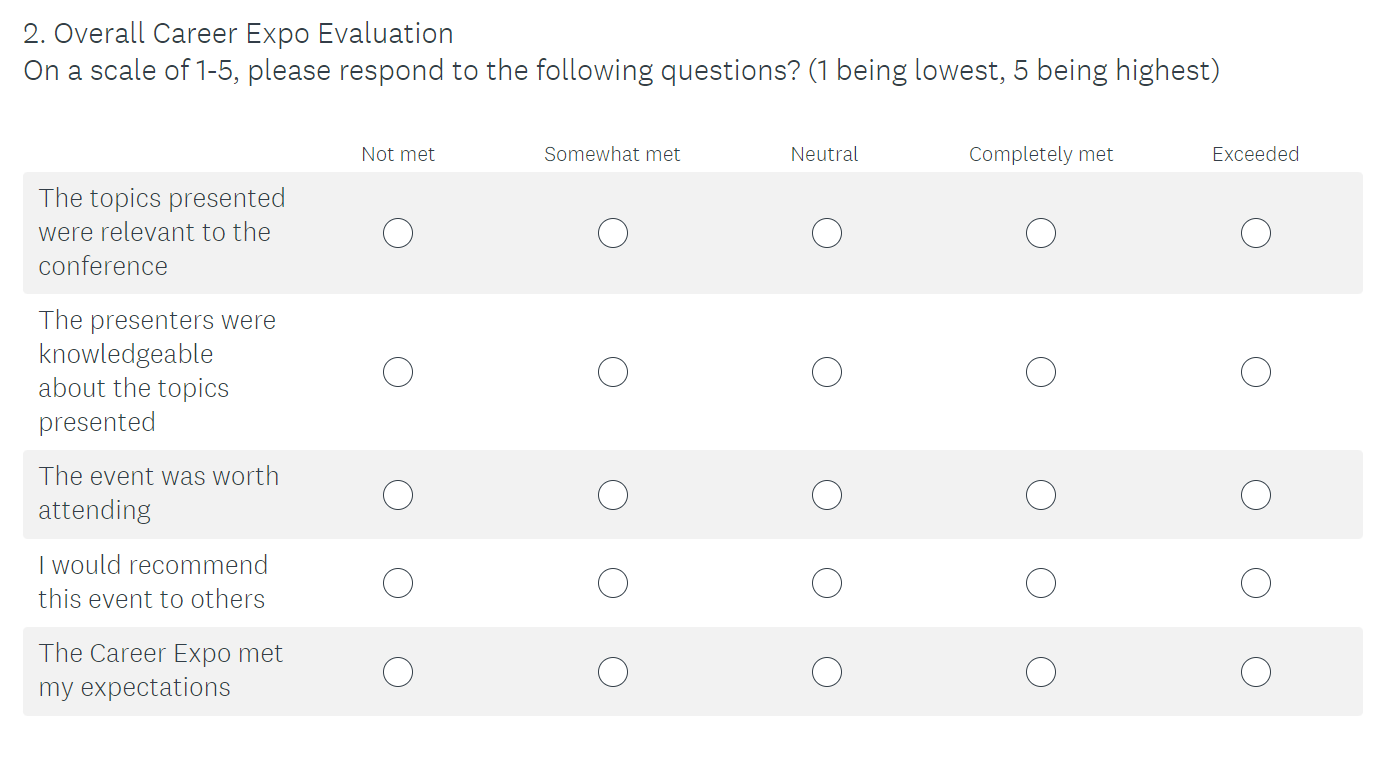 2. Overall Career Expo Evaluation
On a scale of 1-5, please respond to the following questions? (1 being lowest, 5 being highest)
Not met Somewhat met Neutral Completely met Exceeded
The topics presented
were relevant to the
conference
The presenters were
knowledgeable
about the topics
presented
The event was worth
attending
I would recommend
this event to others
The Career Expo met
my expectations